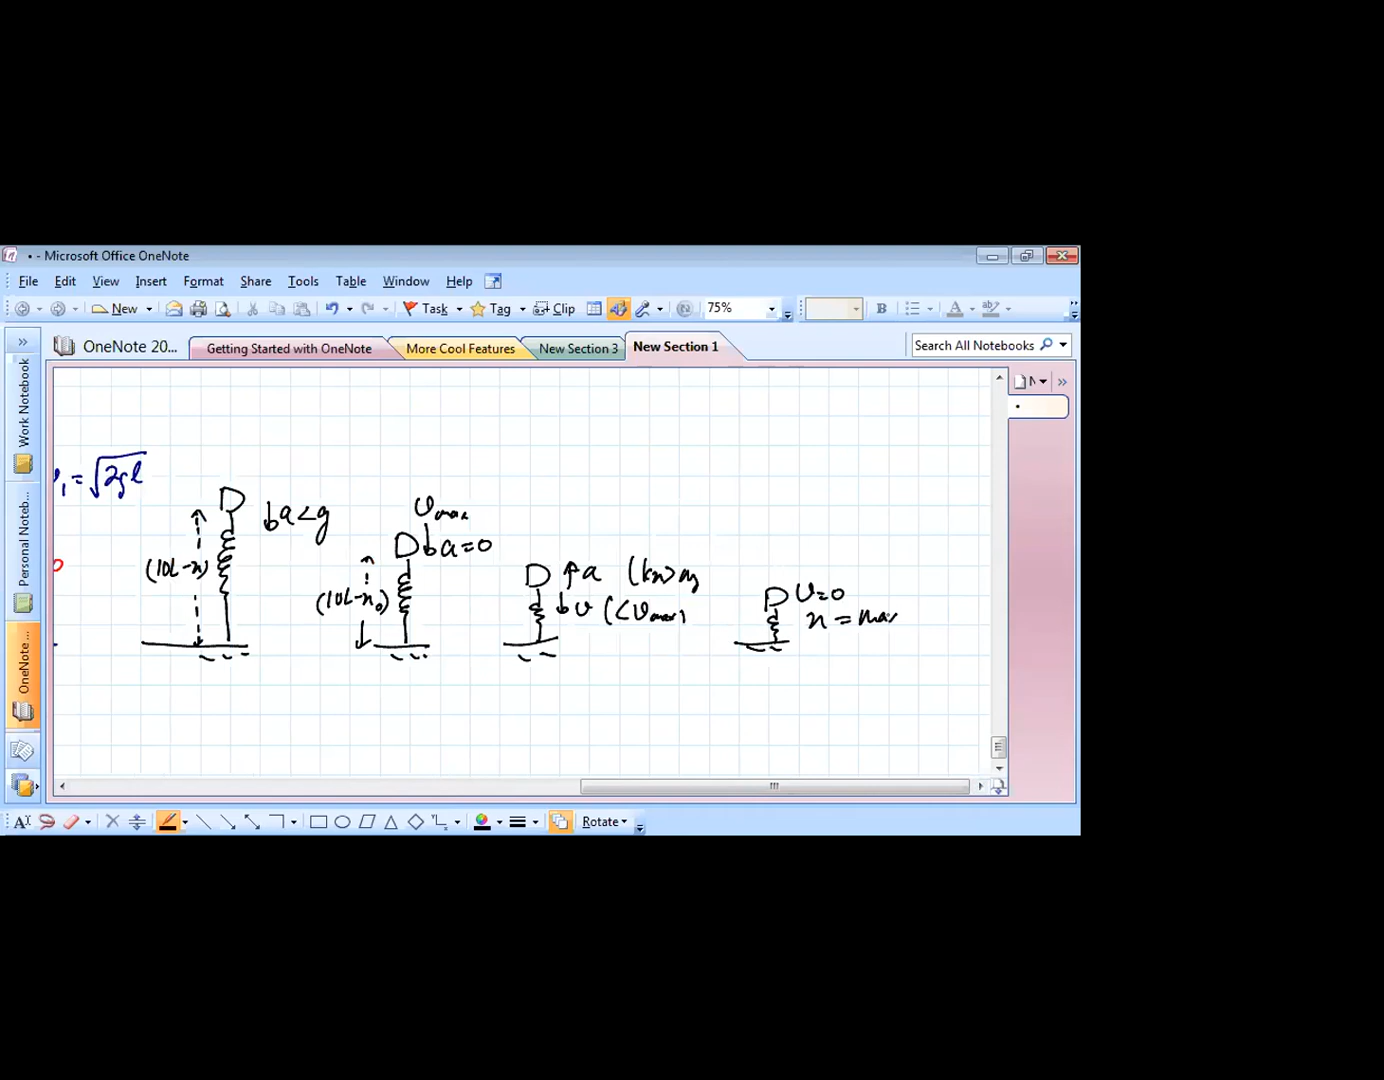 • - Microsoft Office OneNote
File Edit View Insert Format Share Tools Table Window Help
New Task Tag Clip 75% B A ab
OneNote 20... Getting Started with OneNote More Cool Features New Section 3 New Section 1 Search All Notebooks
Work Notebook
Personal Noteb...
OneNote...
N
•
v₁ = √2gl
↓a<g
(10L-x)
vmax
↓a=0
(10L-x₀)
↑a (kx>mg
↓v (<vmax)
v=0
x = max
A Rotate